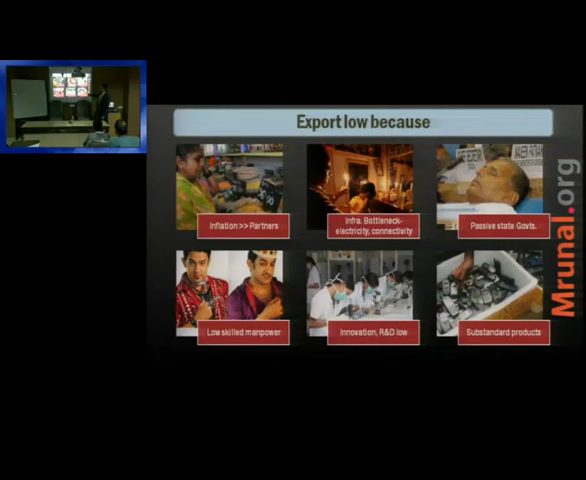 Export low because
Inflation >> Partners
Infra. Bottleneck-
electricity, connectivity
Passive state Govts.
Low skilled manpower
Innovation, R&D low
Substandard products
Mrunal.org